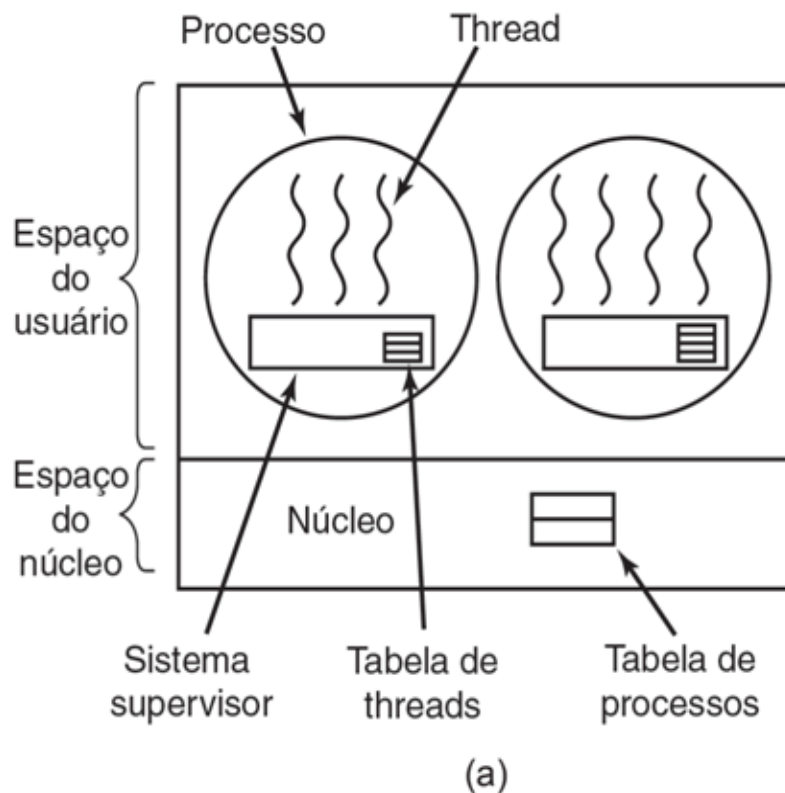 Processo
Thread
Espaço
do
usuário
Espaço
do
núcleo
Núcleo
Sistema
supervisor
Tabela de
threads
Tabela de
processos
(a)